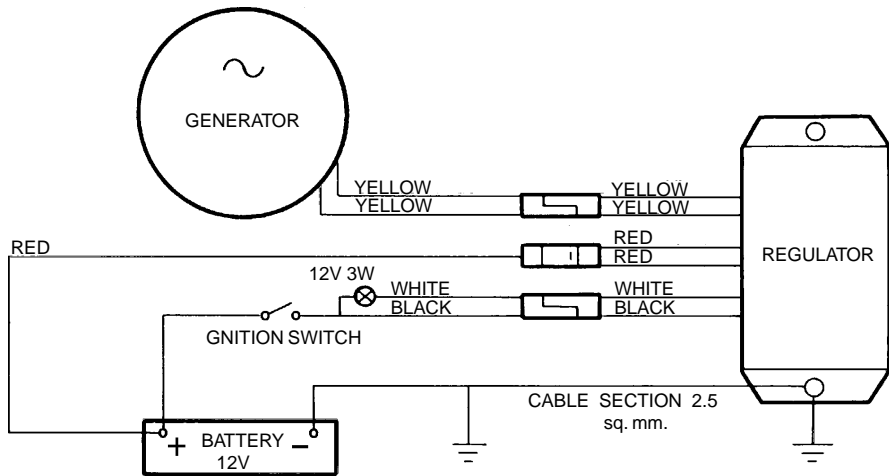 GENERATOR
YELLOW
YELLOW
YELLOW
YELLOW
RED
RED
RED
REGULATOR
12V 3W
WHITE
BLACK
WHITE
BLACK
GNITION SWITCH
CABLE SECTION 2.5
sq. mm.
+ BATTERY −
12V